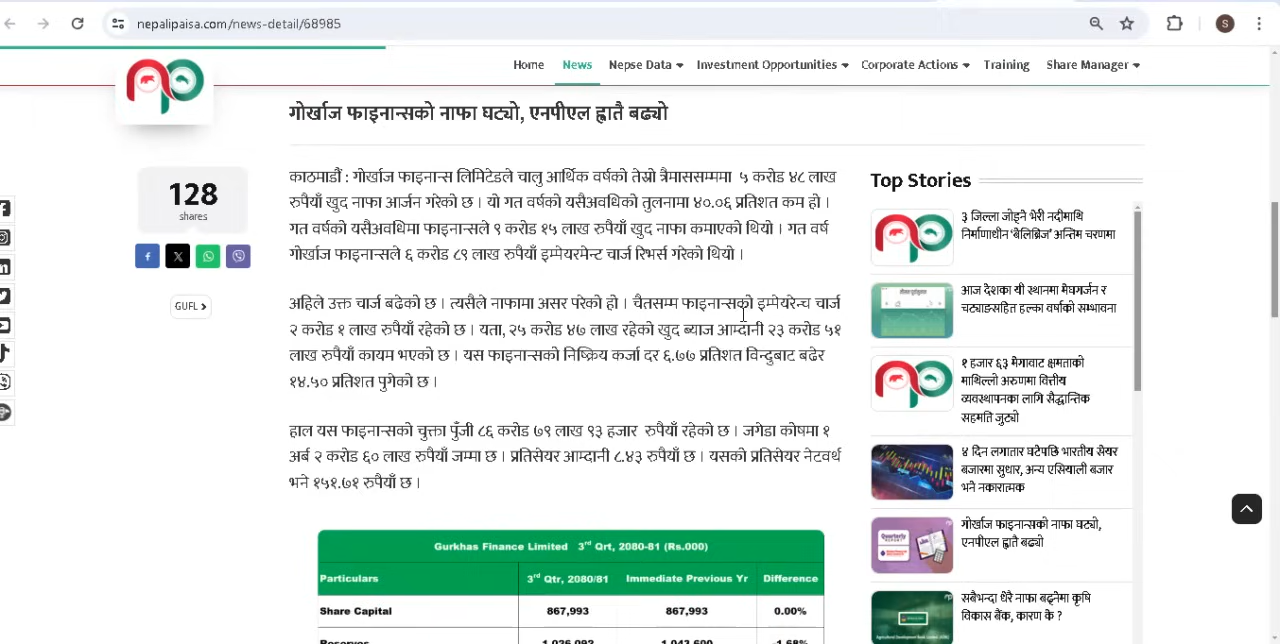 nepalipaisa.com/news-detail/68985
S
Home News Nepse Data Investment Opportunities Corporate Actions Training Share Manager
गोर्खाज फाइनान्सको नाफा घट्यो, एनपीएल ह्वातै बढ्यो
128
shares
GUFL
काठमाडौं : गोर्खाज फाइनान्स लिमिटेडले चालु आर्थिक वर्षको तेस्रो त्रैमाससम्ममा ५ करोड ४८ लाख
रुपैयाँ खुद नाफा आर्जन गरेको छ । यो गत वर्षको यसैअवधिको तुलनामा ४०.०६ प्रतिशत कम हो ।
गत वर्षको यसैअवधिमा फाइनान्सले ९ करोड १५ लाख रुपैयाँ खुद नाफा कमाएको थियो । गत वर्ष
गोर्खाज फाइनान्सले ६ करोड ८९ लाख रुपैयाँ इम्पेयरमेन्ट चार्ज रिभर्स गरेको थियो ।
अहिले उक्त चार्ज बढेको छ । त्यसैले नाफामा असर परेको हो । चैतसम्म फाइनान्सको इम्पेयरेन्च चार्ज
२ करोड १ लाख रुपैयाँ रहेको छ । यता, २५ करोड ४७ लाख रहेको खुद ब्याज आम्दानी २३ करोड ५१
लाख रुपैयाँ कायम भएको छ । यस फाइनान्सको निष्क्रिय कर्जा दर ६.७७ प्रतिशत विन्दुबाट बढेर
१४.५० प्रतिशत पुगेको छ ।
हाल यस फाइनान्सको चुक्ता पुँजी ८६ करोड ७९ लाख ९३ हजार रुपैयाँ रहेको छ । जगेडा कोषमा १
अर्ब २ करोड ६० लाख रुपैयाँ जम्मा छ । प्रतिसेयर आम्दानी ८.४३ रुपैयाँ छ । यसको प्रतिसेयर नेटवर्थ
भने १५१.७१ रुपैयाँ छ ।
Gurkhas Finance Limited 3rd Qrt, 2080-81 (Rs.000)
Particulars 3rd Qtr, 2080/81 Immediate Previous Yr Difference
Share Capital 867,993 867,993 0.00%
Reserves 1,026,092 1,043,600 -1.68%
Top Stories
३ जिल्ला जोड्ने भेरी नदीमाथि
निर्माणाधीन 'बेलिब्रिज' अन्तिम चरणमा
आज देशका यी स्थानमा मेघगर्जन र
चट्याङसहित हल्का वर्षाको सम्भावना
१ हजार ६३ मेगावाट क्षमताको
माथिल्लो अरुणमा वित्तीय
व्यवस्थापनका लागि सैद्धान्तिक
सहमति जुट्यो
४ दिन लगातार घटेपछि भारतीय सेयर
बजारमा सुधार, अन्य एसियाली बजार
भने नकारात्मक
गोर्खाज फाइनान्सको नाफा घट्यो,
एनपीएल ह्वातै बढ्यो
सबैभन्दा धेरै नाफा बढ्नेमा कृषि
विकास बैंक, कारण के ?